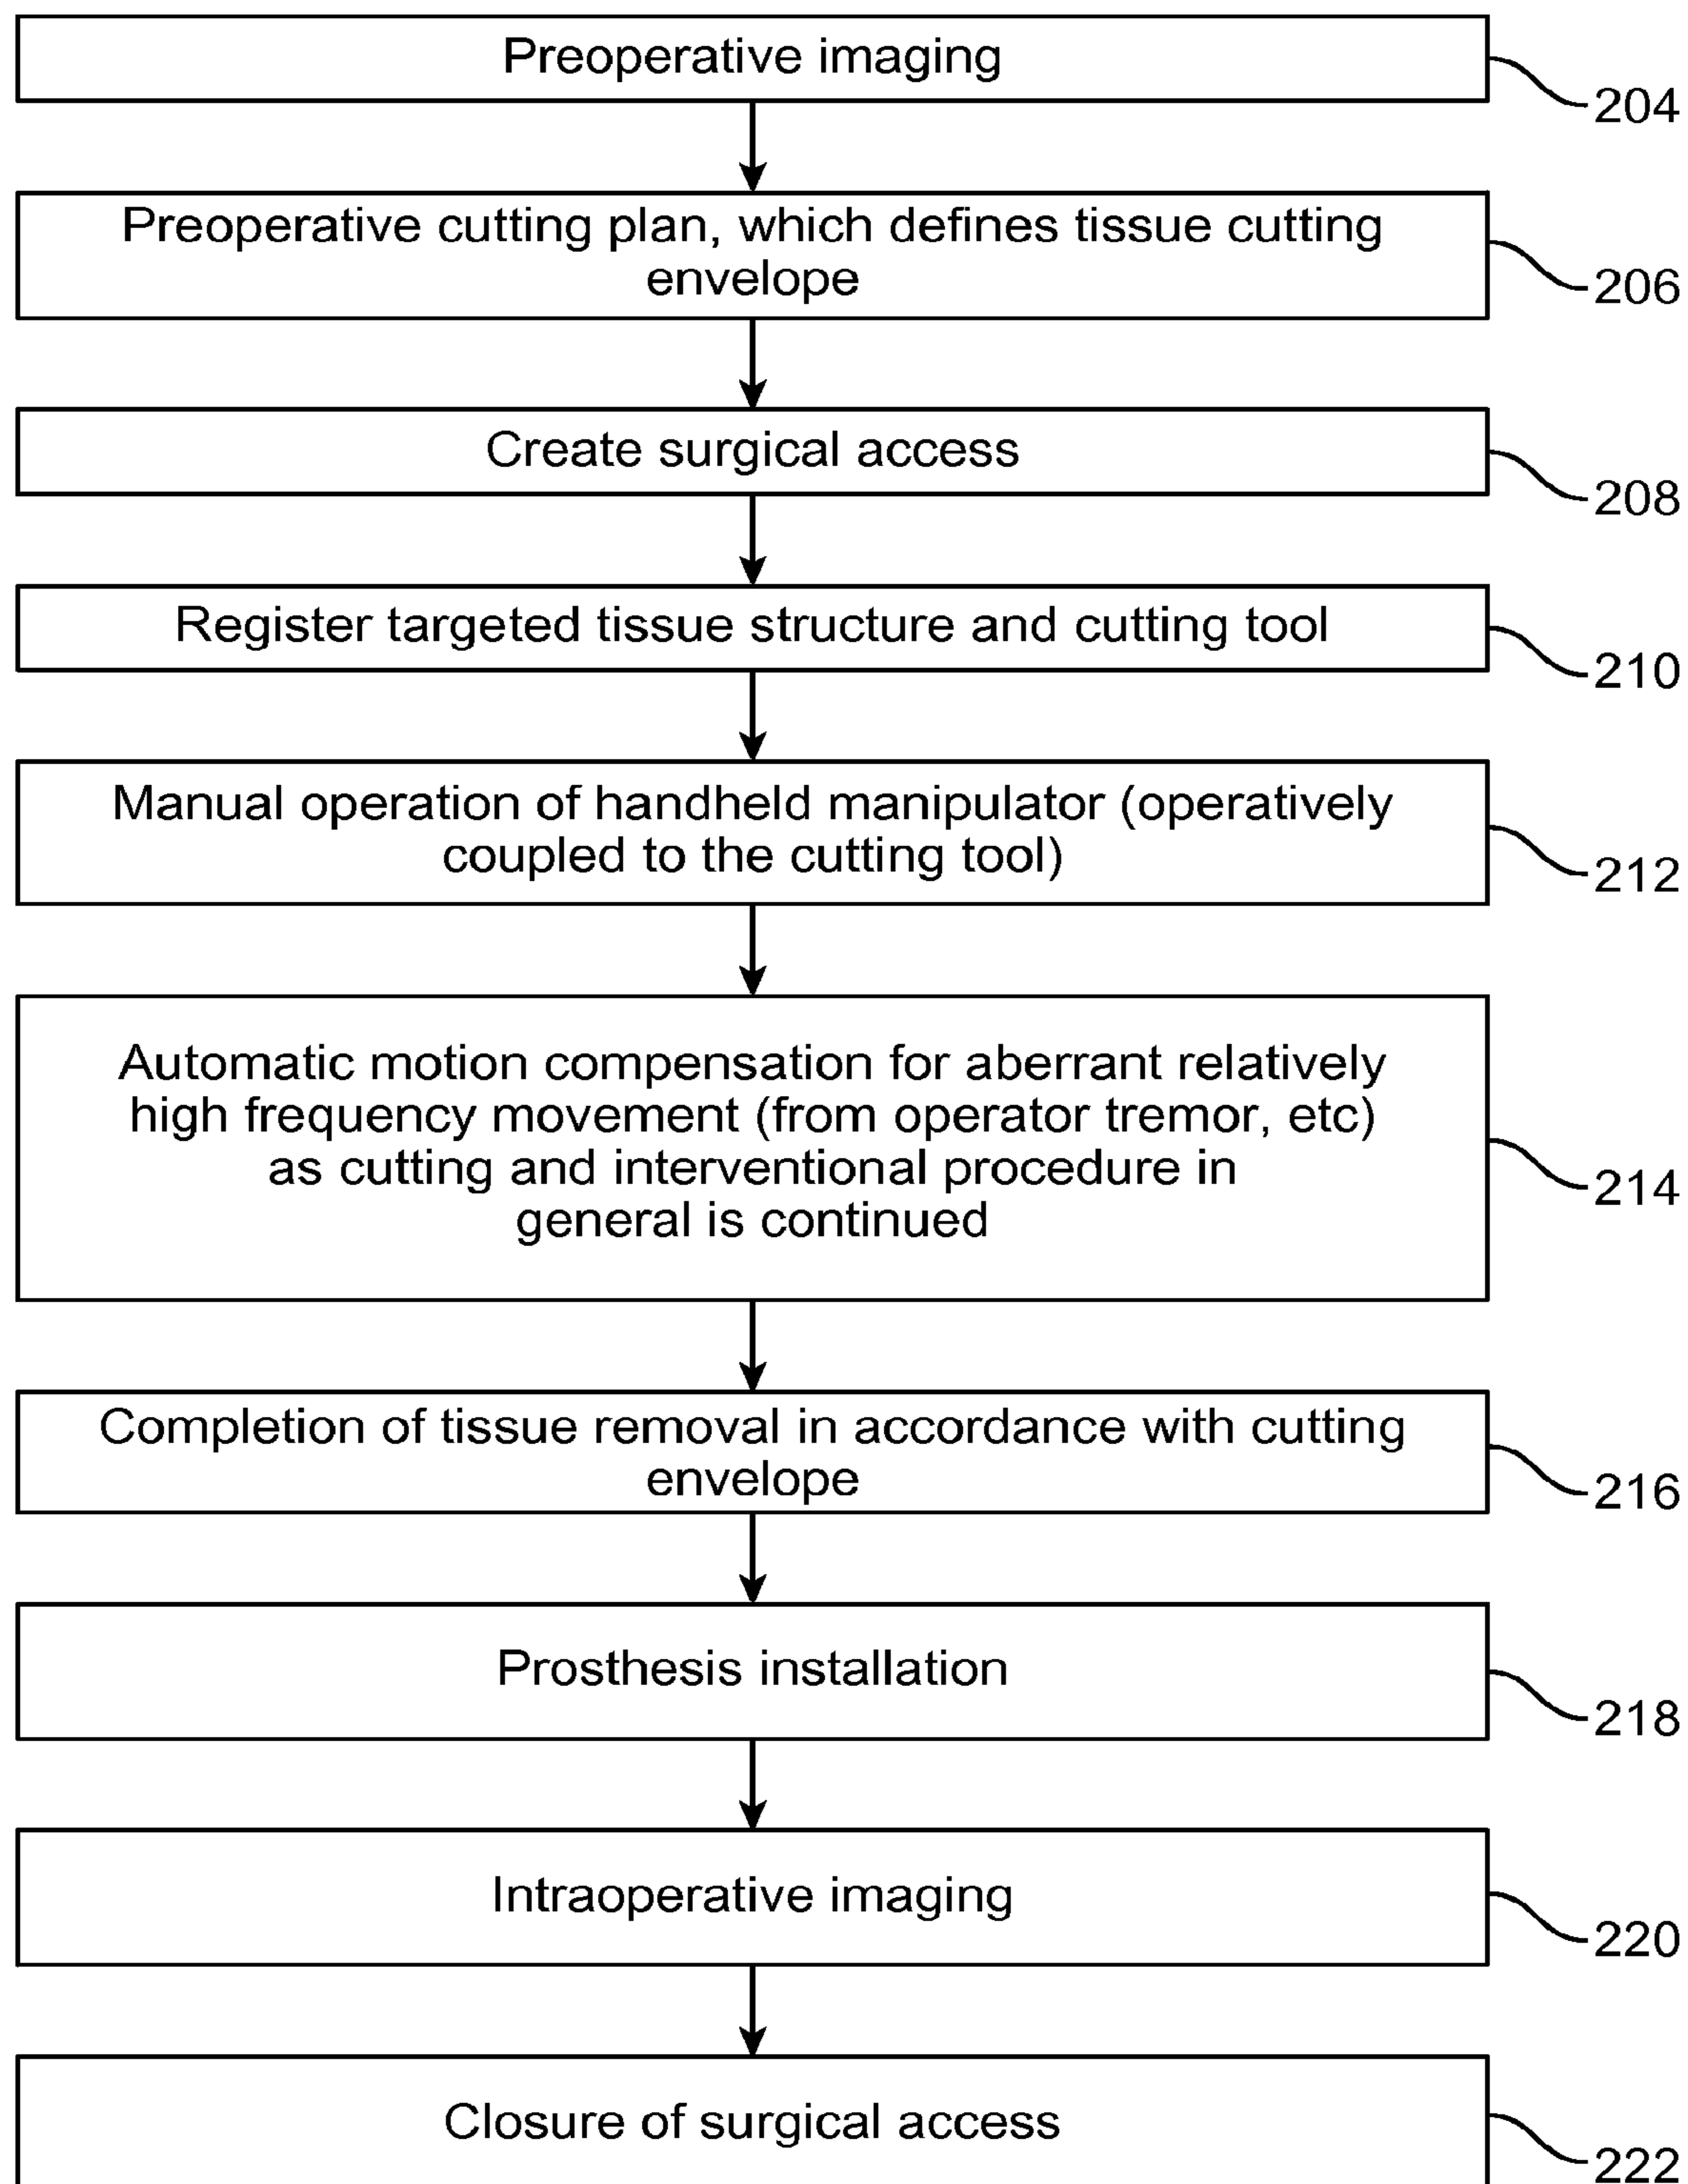 Preoperative imaging
204
Preoperative cutting plan, which defines tissue cutting
envelope
206
Create surgical access
208
Register targeted tissue structure and cutting tool
210
Manual operation of handheld manipulator (operatively
coupled to the cutting tool)
212
Automatic motion compensation for aberrant relatively
high frequency movement (from operator tremor, etc)
as cutting and interventional procedure in
general is continued
214
Completion of tissue removal in accordance with cutting
envelope
216
Prosthesis installation
218
Intraoperative imaging
220
Closure of surgical access
222